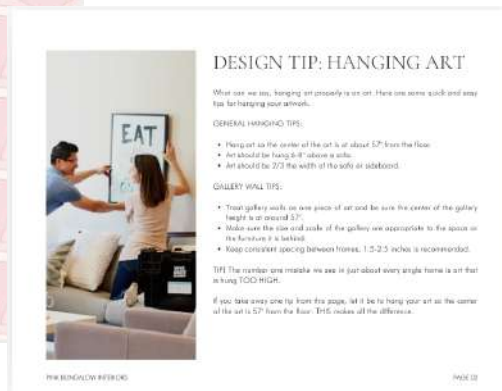 DESIGN TIP: HANGING ART
What can we say, hanging art properly is an art. Here are some quick and easy
tips for hanging your artwork.
GENERAL HANGING TIPS:
• Hang art so the center of the art is at about 57" from the floor.
• Art should be hung 6-8" above a sofa.
• Art should be 2/3 the width of the sofa or sideboard.
GALLERY WALL TIPS:
• Treat gallery walls as one piece of art and be sure the center of the gallery
height is at around 57".
• Make sure the size and scale of the gallery are appropriate to the space or
the furniture it is behind.
• Keep consistent spacing between frames, 1.5-2.5 inches is recommended.
TIP! The number one mistake we see in just about every single home is art that
is hung TOO HIGH.
If you take away one tip from this page, let it be to hang your art so the center
of the art is 57" from the floor. THIS makes all the difference.
EAT
PINK BUNGALOW INTERIORS
PAGE 03